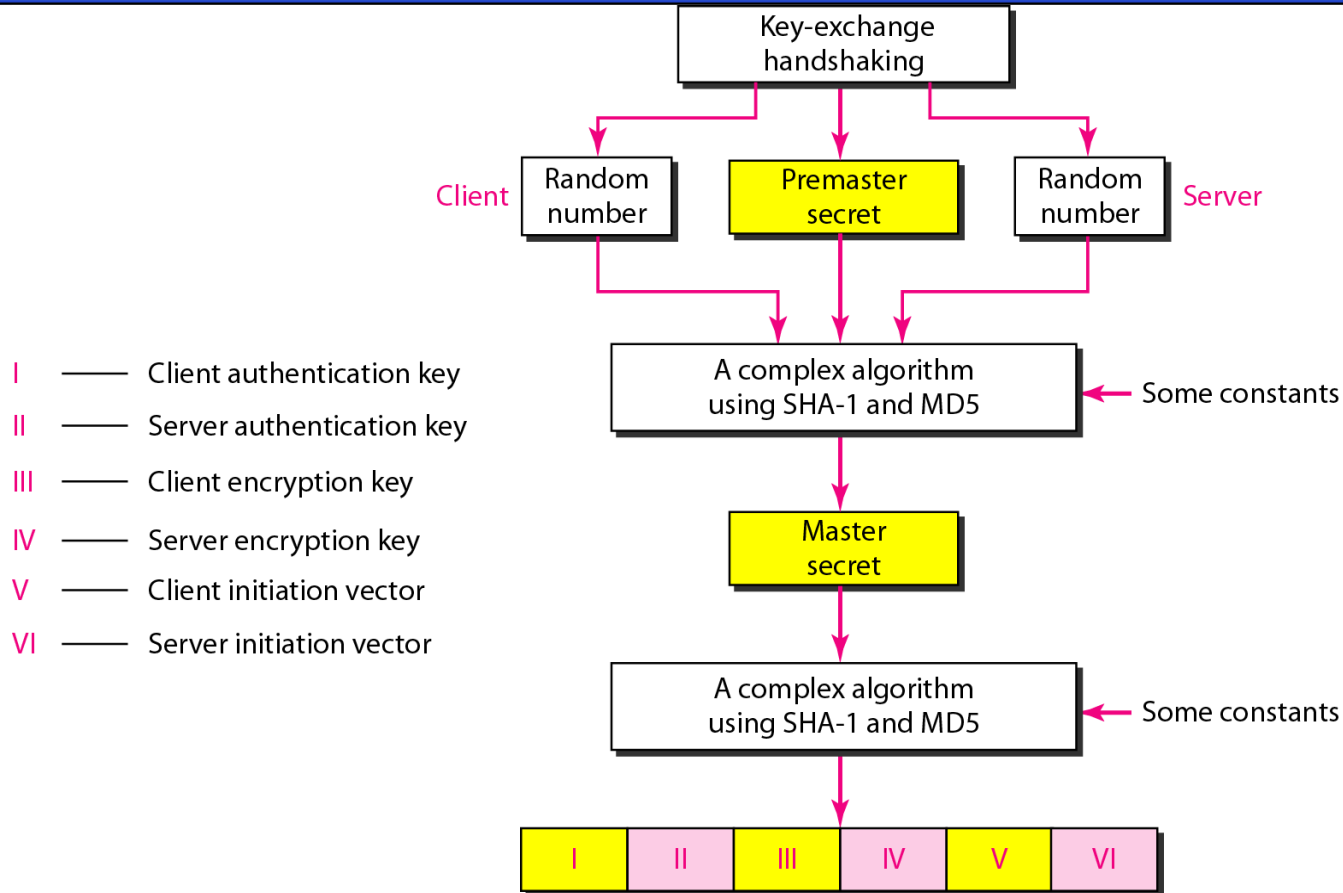 Key-exchange
handshaking
Client
Random
number
Premaster
secret
Random
number
Server
A complex algorithm
using SHA-1 and MD5
Some constants
I Client authentication key
II Server authentication key
III Client encryption key
IV Server encryption key
V Client initiation vector
VI Server initiation vector
Master
secret
A complex algorithm
using SHA-1 and MD5
Some constants
I II III IV V VI